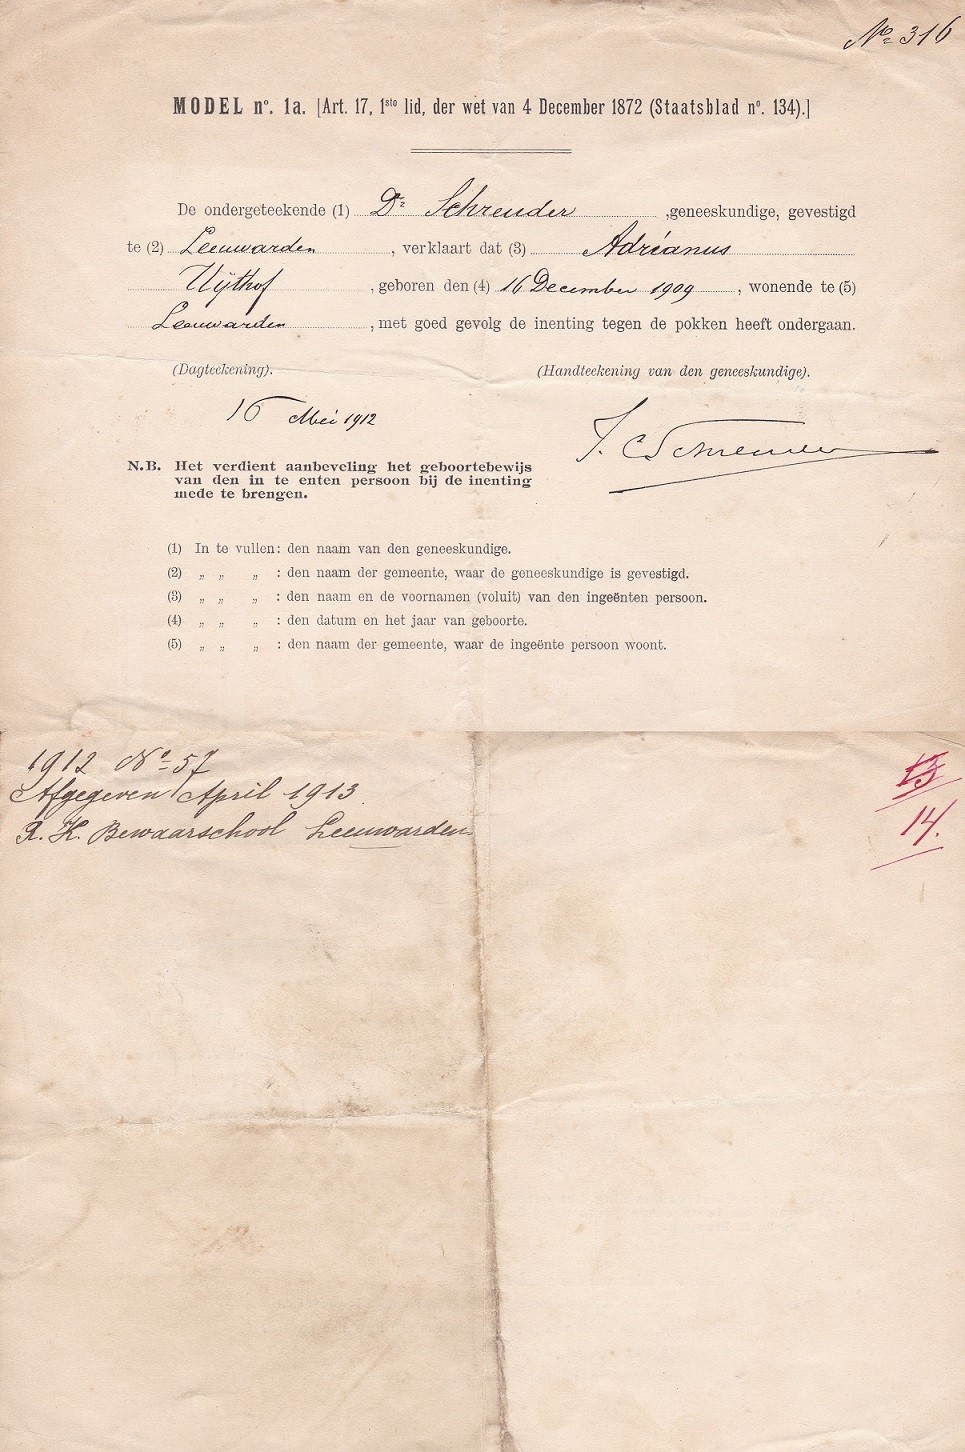 No 316
MODEL no. 1a. [Art. 17, 1ste lid, der wet van 4 December 1872 (Staatsblad no. 134).]
De ondergeteekende (1) Dr Schreuder ,geneeskundige, gevestigd
te (2) Leeuwarden , verklaart dat (3) Adrianus
Uijthof , geboren den (4) 16 December 1909 , wonende te (5)
Leeuwarden , met goed gevolg de inenting tegen de pokken heeft ondergaan.
(Dagteekening). (Handteekening van den geneeskundige).
16 Mei 1912
J. C Schreuder
N.B. Het verdient aanbeveling het geboortebewijs
van den in te enten persoon bij de inenting
mede te brengen.
(1) In te vullen: den naam van den geneeskundige.
(2) „ „ „ : den naam der gemeente, waar de geneeskundige is gevestigd.
(3) „ „ „ : den naam en de voornamen (voluit) van den ingeënten persoon.
(4) „ „ „ : den datum en het jaar van geboorte.
(5) „ „ „ : den naam der gemeente, waar de ingeënte persoon woont.
1912 No 57
Afgegeven April 1913
R. K. Bewaarschool Leeuwarden
13
14.